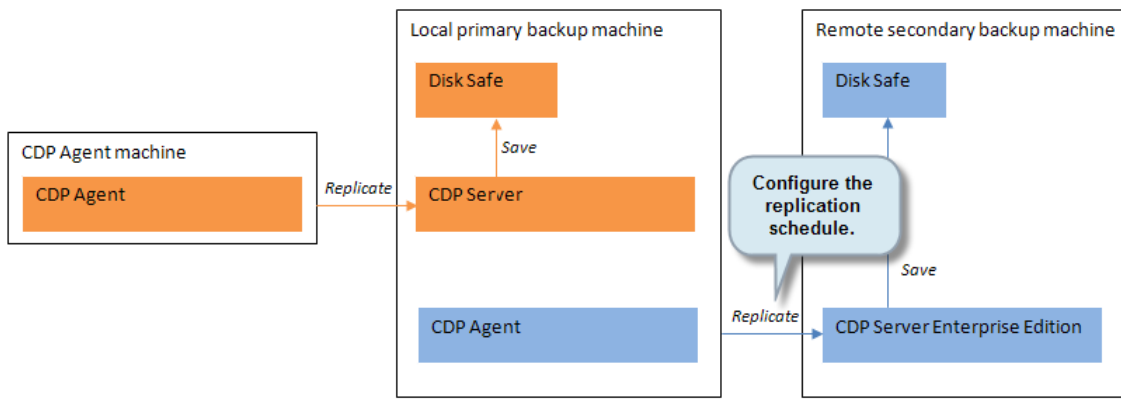 Local primary backup machine
Remote secondary backup machine
Disk Safe
Disk Safe
CDP Agent machine
Save
CDP Agent
Replicate
CDP Server
Configure the
replication
schedule.
Save
CDP Agent
Replicate
CDP Server Enterprise Edition